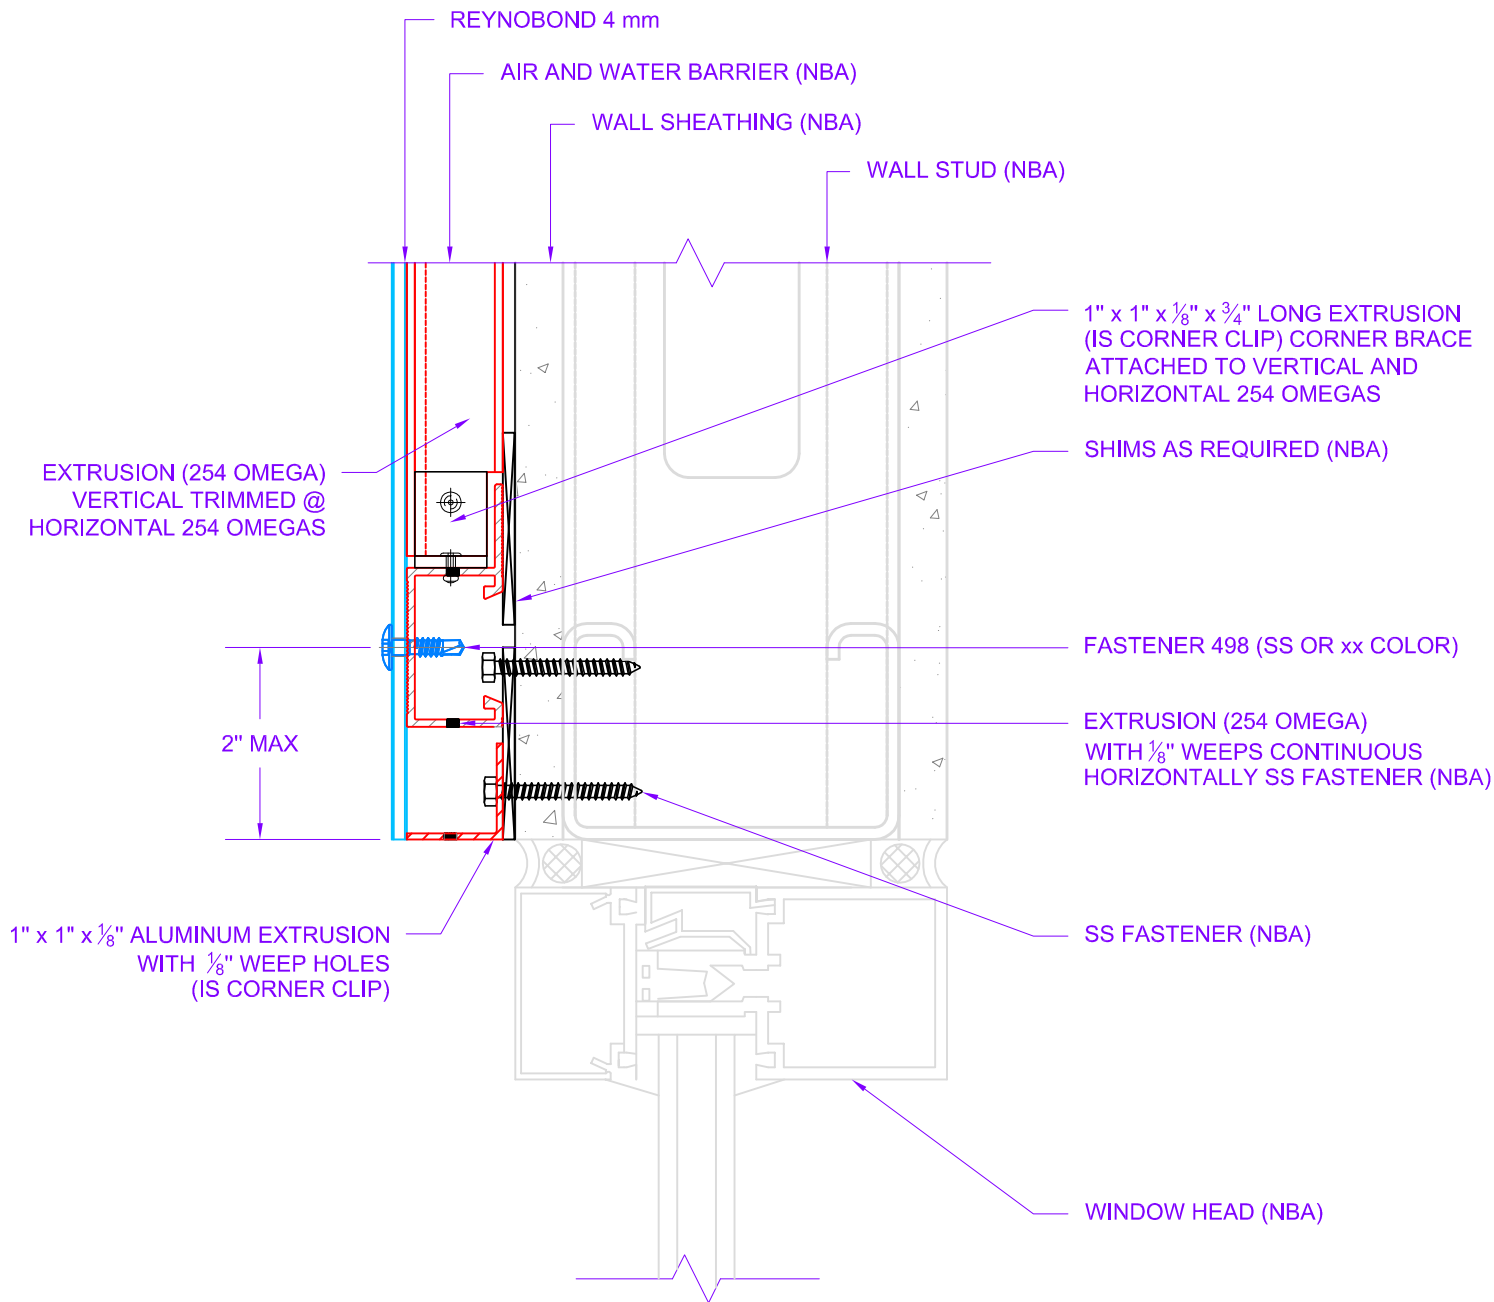 REYNOBOND 4 mm
AIR AND WATER BARRIER (NBA)
WALL SHEATHING (NBA)
WALL STUD (NBA)
1" x 1" x 1/8" x 3/4" LONG EXTRUSION
(IS CORNER CLIP) CORNER BRACE
ATTACHED TO VERTICAL AND
HORIZONTAL 254 OMEGAS
SHIMS AS REQUIRED (NBA)
EXTRUSION (254 OMEGA)
VERTICAL TRIMMED @
HORIZONTAL 254 OMEGAS
FASTENER 498 (SS OR xx COLOR)
EXTRUSION (254 OMEGA)
WITH 1/8" WEEPS CONTINUOUS
HORIZONTALLY SS FASTENER (NBA)
2" MAX
1" x 1" x 1/8" ALUMINUM EXTRUSION
WITH 1/8" WEEP HOLES
(IS CORNER CLIP)
SS FASTENER (NBA)
WINDOW HEAD (NBA)